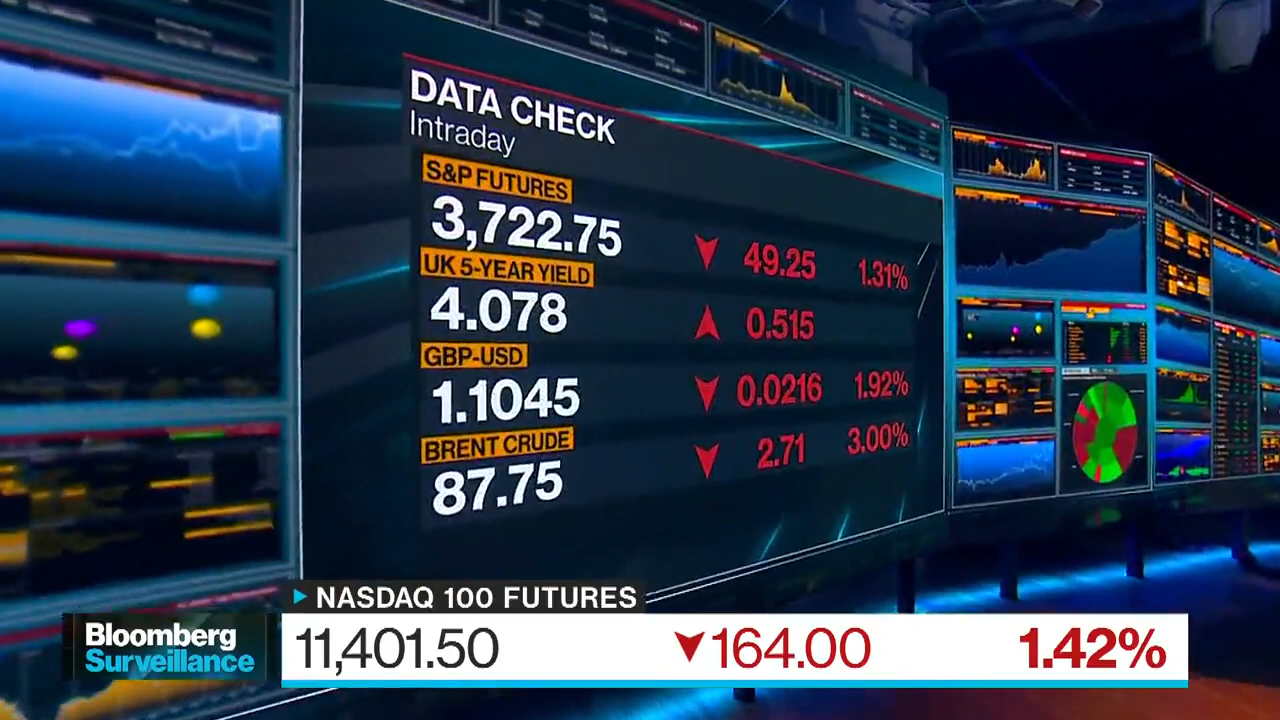 DATA CHECK
Intraday
S&P FUTURES
3,722.75 ▼ 49.25 1.31%
UK 5-YEAR YIELD
4.078 ▲ 0.515
GBP-USD
1.1045 ▼ 0.0216 1.92%
BRENT CRUDE
87.75 ▼ 2.71 3.00%
NASDAQ 100 FUTURES
Bloomberg
Surveillance
11,401.50 ▼164.00 1.42%